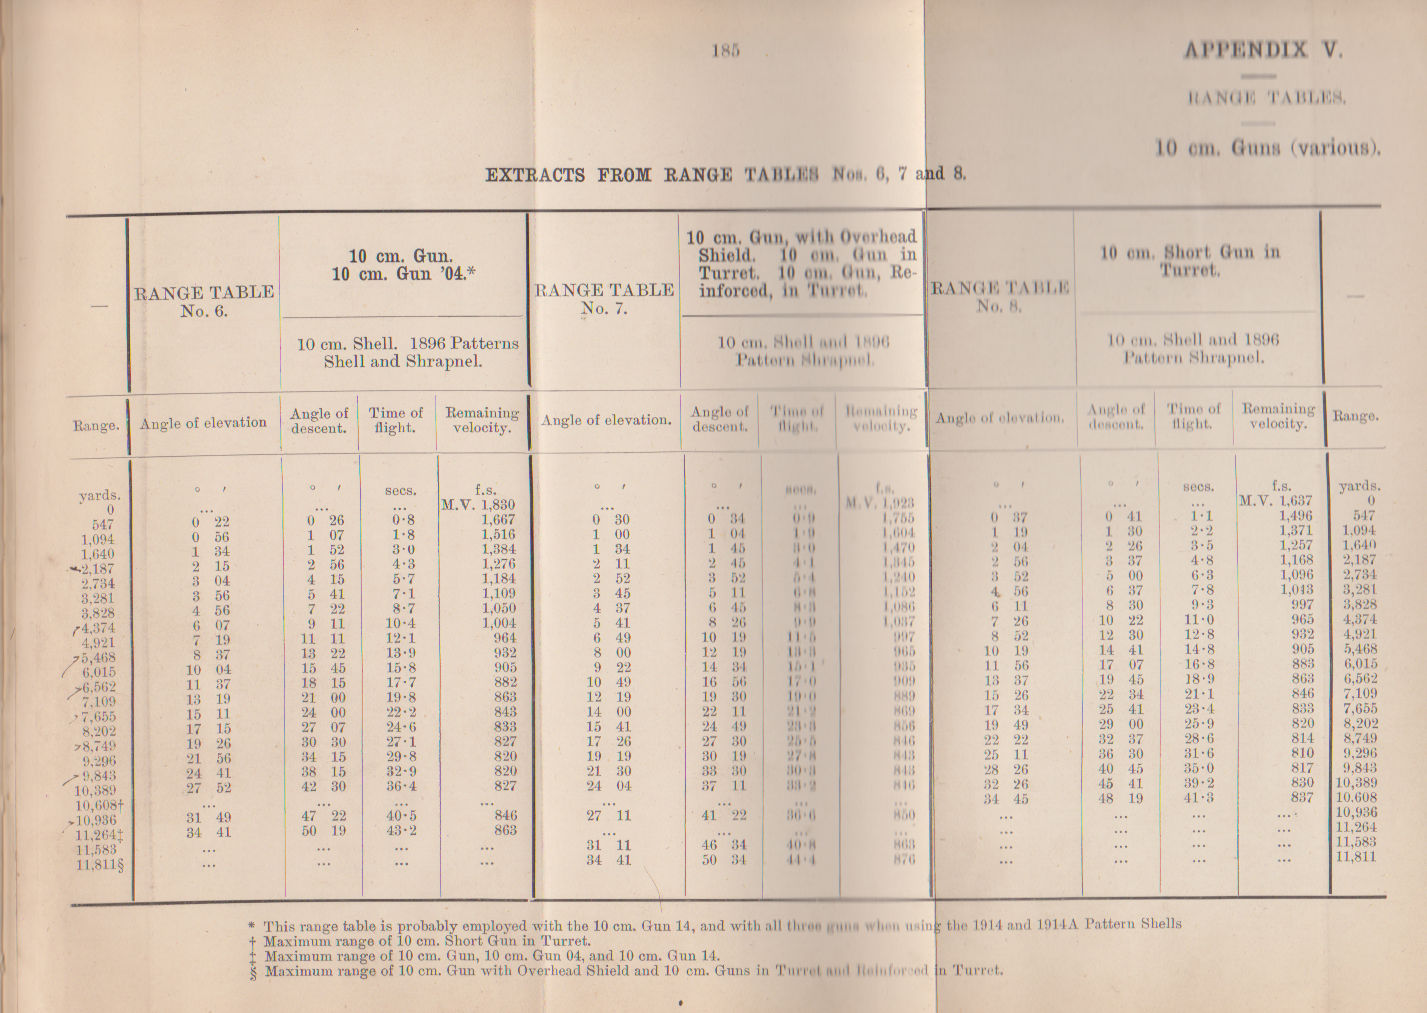 185
APPENDIX V.
RANGE TABLES.
10 cm. Guns (various).
EXTRACTS FROM RANGE TABLES Nos. 6, 7 and 8.
—
RANGE TABLE
No. 6.
10 cm. Gun.
10 cm. Gun '04.*
10 cm. Shell. 1896 Patterns
Shell and Shrapnel.
RANGE TABLE
No. 7.
10 cm. Gun, with Overhead
Shield. 10 cm. Gun in
Turret. 10 cm. Gun, Re-
inforced, in Turret.
10 cm. Shell and 1896
Pattern Shrapnel.
RANGE TABLE
No. 8.
10 cm. Short Gun in
Turret.
10 cm. Shell and 1896
Pattern Shrapnel.
—
Range. Angle of elevation Angle of descent. Time of flight. Remaining velocity. Angle of elevation. Angle of descent. Time of flight. Remaining velocity. Angle of elevation. Angle of descent. Time of flight. Remaining velocity. Range.
yards. ° ′ ° ′ secs. f.s. ° ′ ° ′ secs. f.s. ° ′ ° ′ secs. f.s. yards.
0 ... ... ... M.V. 1,830 ... ... ... M.V. 1,923 ... ... ... M.V. 1,637 0
547 0 22 0 26 0·8 1,667 0 30 0 34 0·9 1,755 0 37 0 41 1·1 1,496 547
1,094 0 56 1 07 1·8 1,516 1 00 1 04 1·9 1,604 1 19 1 30 2·2 1,371 1,094
1,640 1 34 1 52 3·0 1,384 1 34 1 45 3·0 1,470 2 04 2 26 3·5 1,257 1,640
2,187 2 15 2 56 4·3 1,276 2 11 2 45 4·1 1,345 2 56 3 37 4·8 1,168 2,187
2,734 3 04 4 15 5·7 1,184 2 52 3 52 5·4 1,240 3 52 5 00 6·3 1,096 2,734
3,281 3 56 5 41 7·1 1,109 3 45 5 11 6·8 1,152 4 56 6 37 7·8 1,043 3,281
3,828 4 56 7 22 8·7 1,050 4 37 6 45 8·3 1,086 6 11 8 30 9·3 997 3,828
4,374 6 07 9 11 10·4 1,004 5 41 8 26 9·9 1,037 7 26 10 22 11·0 965 4,374
4,921 7 19 11 11 12·1 964 6 49 10 19 11·5 997 8 52 12 30 12·8 932 4,921
5,468 8 37 13 22 13·9 932 8 00 12 19 13·3 965 10 19 14 41 14·8 905 5,468
6,015 10 04 15 45 15·8 905 9 22 14 34 15·1 935 11 56 17 07 16·8 883 6,015
6,562 11 37 18 15 17·7 882 10 49 16 56 17·0 909 13 37 19 45 18·9 863 6,562
7,109 13 19 21 00 19·8 863 12 19 19 30 19·0 889 15 26 22 34 21·1 846 7,109
7,655 15 11 24 00 22·2 843 14 00 22 11 21·2 869 17 34 25 41 23·4 833 7,655
8,202 17 15 27 07 24·6 833 15 41 24 49 23·3 856 19 49 29 00 25·9 820 8,202
8,749 19 26 30 30 27·1 827 17 26 27 30 25·5 846 22 22 32 37 28·6 814 8,749
9,296 21 56 34 15 29·8 820 19 19 30 19 27·8 843 25 11 36 30 31·6 810 9,296
9,843 24 41 38 15 32·9 820 21 30 33 30 30·3 843 28 26 40 45 35·0 817 9,843
10,389 27 52 42 30 36·4 827 24 04 37 11 33·2 846 32 26 45 41 39·2 830 10,389
10,608† ... ... ... ... ... ... ... ... 34 45 48 19 41·3 837 10.608
10,936 31 49 47 22 40·5 846 27 11 41 22 36·6 850 ... ... ... ... 10,936
11,264‡ 34 41 50 19 43·2 863 ... ... ... ... ... ... ... ... 11,264
11,583 ... ... ... ... 31 11 46 34 40·8 863 ... ... ... ... 11,583
11,811§ ... ... ... ... 34 41 50 34 44·4 876 ... ... ... ... 11,811
* This range table is probably employed with the 10 cm. Gun 14, and with all three guns when using the 1914 and 1914A Pattern Shells
† Maximum range of 10 cm. Short Gun in Turret.
‡ Maximum range of 10 cm. Gun, 10 cm. Gun 04, and 10 cm. Gun 14.
§ Maximum range of 10 cm. Gun with Overhead Shield and 10 cm. Guns in Turret and Reinforced in Turret.